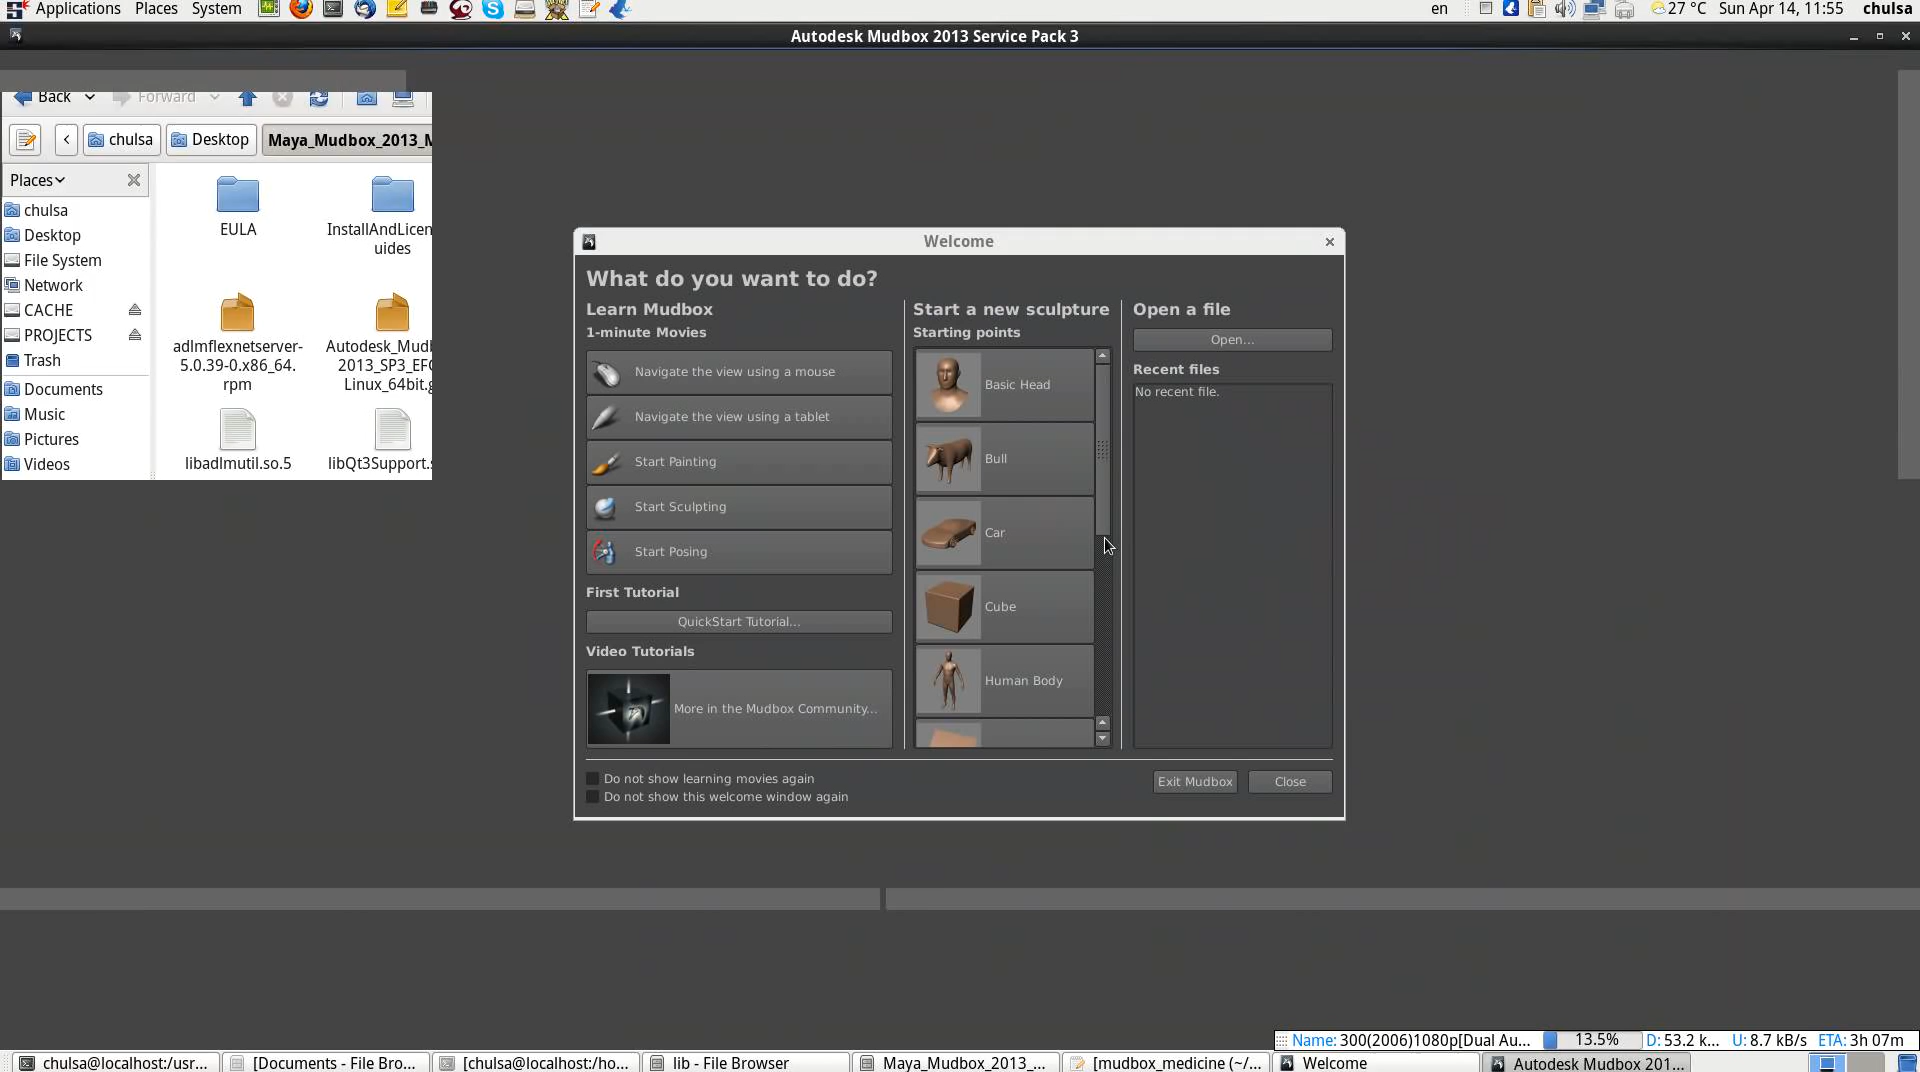 Applications Places System en 27 °C Sun Apr 14, 11:55 chulsa
Autodesk Mudbox 2013 Service Pack 3
Back Forward
chulsa Desktop Maya_Mudbox_2013_M
Places
chulsa
Desktop
File System
Network
CACHE
PROJECTS
Trash
Documents
Music
Pictures
Videos
EULA
InstallAndLicen
uides
adlmflexnetserver-
5.0.39-0.x86_64.
rpm
Autodesk_Mudb
2013_SP3_EFG
Linux_64bit.g
libadlmutil.so.5
libQt3Support.s
Welcome
What do you want to do?
Learn Mudbox
1-minute Movies
Navigate the view using a mouse
Navigate the view using a tablet
Start Painting
Start Sculpting
Start Posing
First Tutorial
QuickStart Tutorial...
Video Tutorials
More in the Mudbox Community...
Start a new sculpture
Starting points
Basic Head
Bull
Car
Cube
Human Body
Open a file
Open...
Recent files
No recent file.
Do not show learning movies again
Do not show this welcome window again
Exit Mudbox Close
Name: 300(2006)1080p[Dual Au... 13.5% D: 53.2 k... U: 8.7 kB/s ETA: 3h 07m
chulsa@localhost:/usr... [Documents - File Bro... [chulsa@localhost:/ho... lib - File Browser Maya_Mudbox_2013_... [mudbox_medicine (~/... Welcome Autodesk Mudbox 201...